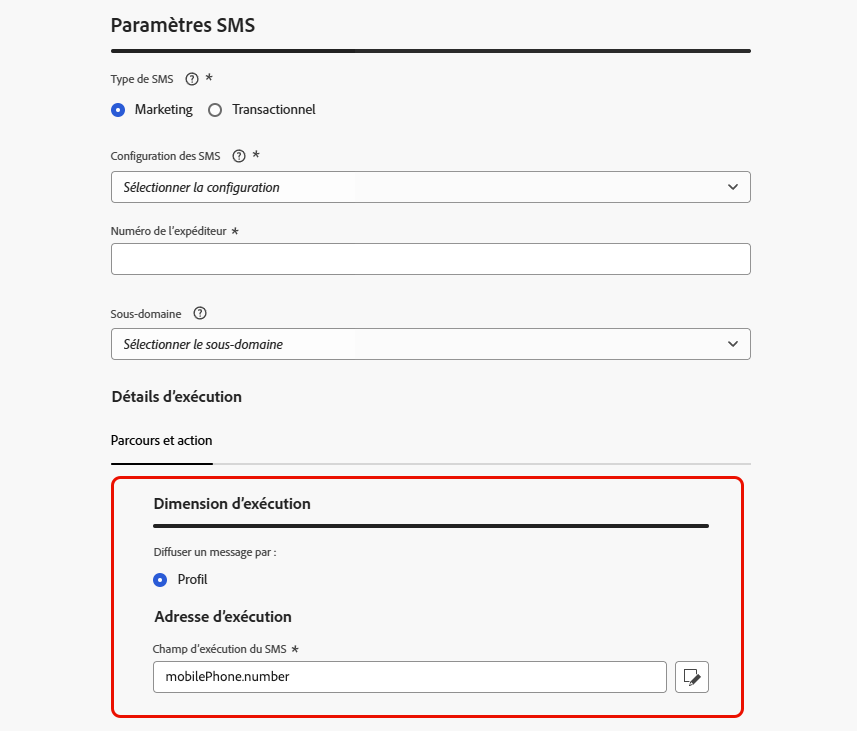 Paramètres SMS
Type de SMS ? *
Marketing Transactionnel
Configuration des SMS ? *
Sélectionner la configuration
Numéro de l’expéditeur *
Sous-domaine ?
Sélectionner le sous-domaine
Détails d’exécution
Parcours et action
Dimension d’exécution
Diffuser un message par :
Profil
Adresse d’exécution
Champ d’exécution du SMS *
mobilePhone.number